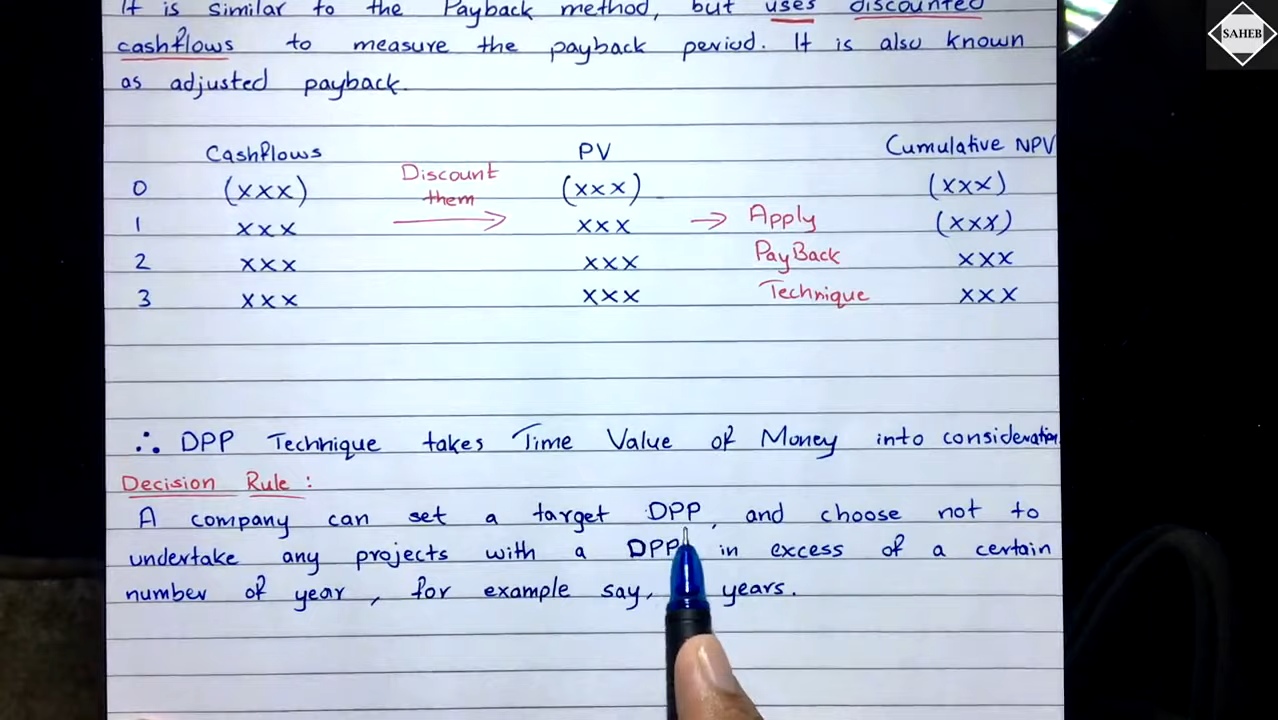 It is similar to the Payback method, but uses discounted
SAHEB
cashflows to measure the payback period. It is also known
as adjusted payback.
Cashflows PV Cumulative NPV
Discount
them
0 (xxx) (xxx) (xxx)
1 xxx xxx → Apply (xxx)
2 xxx xxx PayBack xxx
3 xxx xxx Technique xxx
∴ DPP Technique takes Time Value of Money into consideration
Decision Rule :
A company can set a target DPP, and choose not to
undertake any projects with a DPP in excess of a certain
number of year, for example say, years.